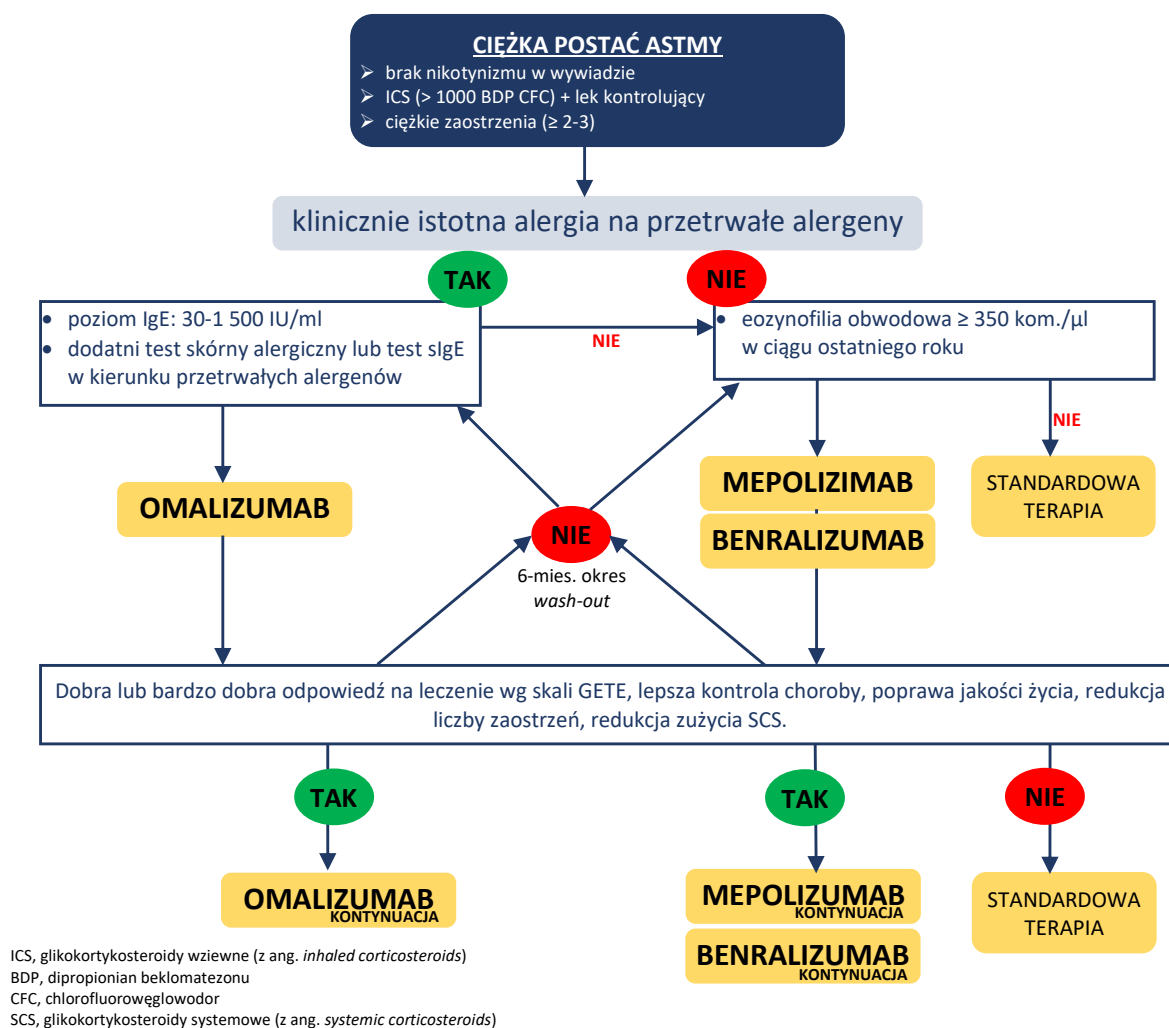 CIĘŻKA POSTAĆ ASTMY
➢ brak nikotynizmu w wywiadzie
➢ ICS (> 1000 BDP CFC) + lek kontrolujący
➢ ciężkie zaostrzenia (≥ 2-3)
klinicznie istotna alergia na przetrwałe alergeny
TAK
NIE
• poziom IgE: 30-1 500 IU/ml
• dodatni test skórny alergiczny lub test sIgE
w kierunku przetrwałych alergenów
NIE
• eozynofilia obwodowa ≥ 350 kom./µl
w ciągu ostatniego roku
NIE
OMALIZUMAB
MEPOLIZIMAB
BENRALIZUMAB
STANDARDOWA
TERAPIA
NIE
6-mies. okres
wash-out
Dobra lub bardzo dobra odpowiedź na leczenie wg skali GETE, lepsza kontrola choroby, poprawa jakości życia, redukcja
liczby zaostrzeń, redukcja zużycia SCS.
TAK
TAK
NIE
OMALIZUMAB
KONTYNUACJA
MEPOLIZUMAB
KONTYNUACJA
BENRALIZUMAB
KONTYNUACJA
STANDARDOWA
TERAPIA
ICS, glikokortykosteroidy wziewne (z ang. inhaled corticosteroids)
BDP, dipropionian beklomatezonu
CFC, chlorofluorowęglowodor
SCS, glikokortykosteroidy systemowe (z ang. systemic corticosteroids)